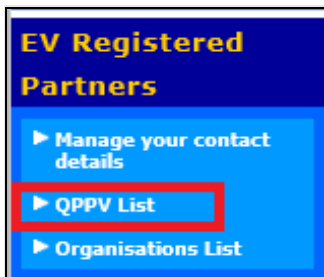 EV Registered
Partners
► Manage your contact
details
► QPPV List
► Organisations List